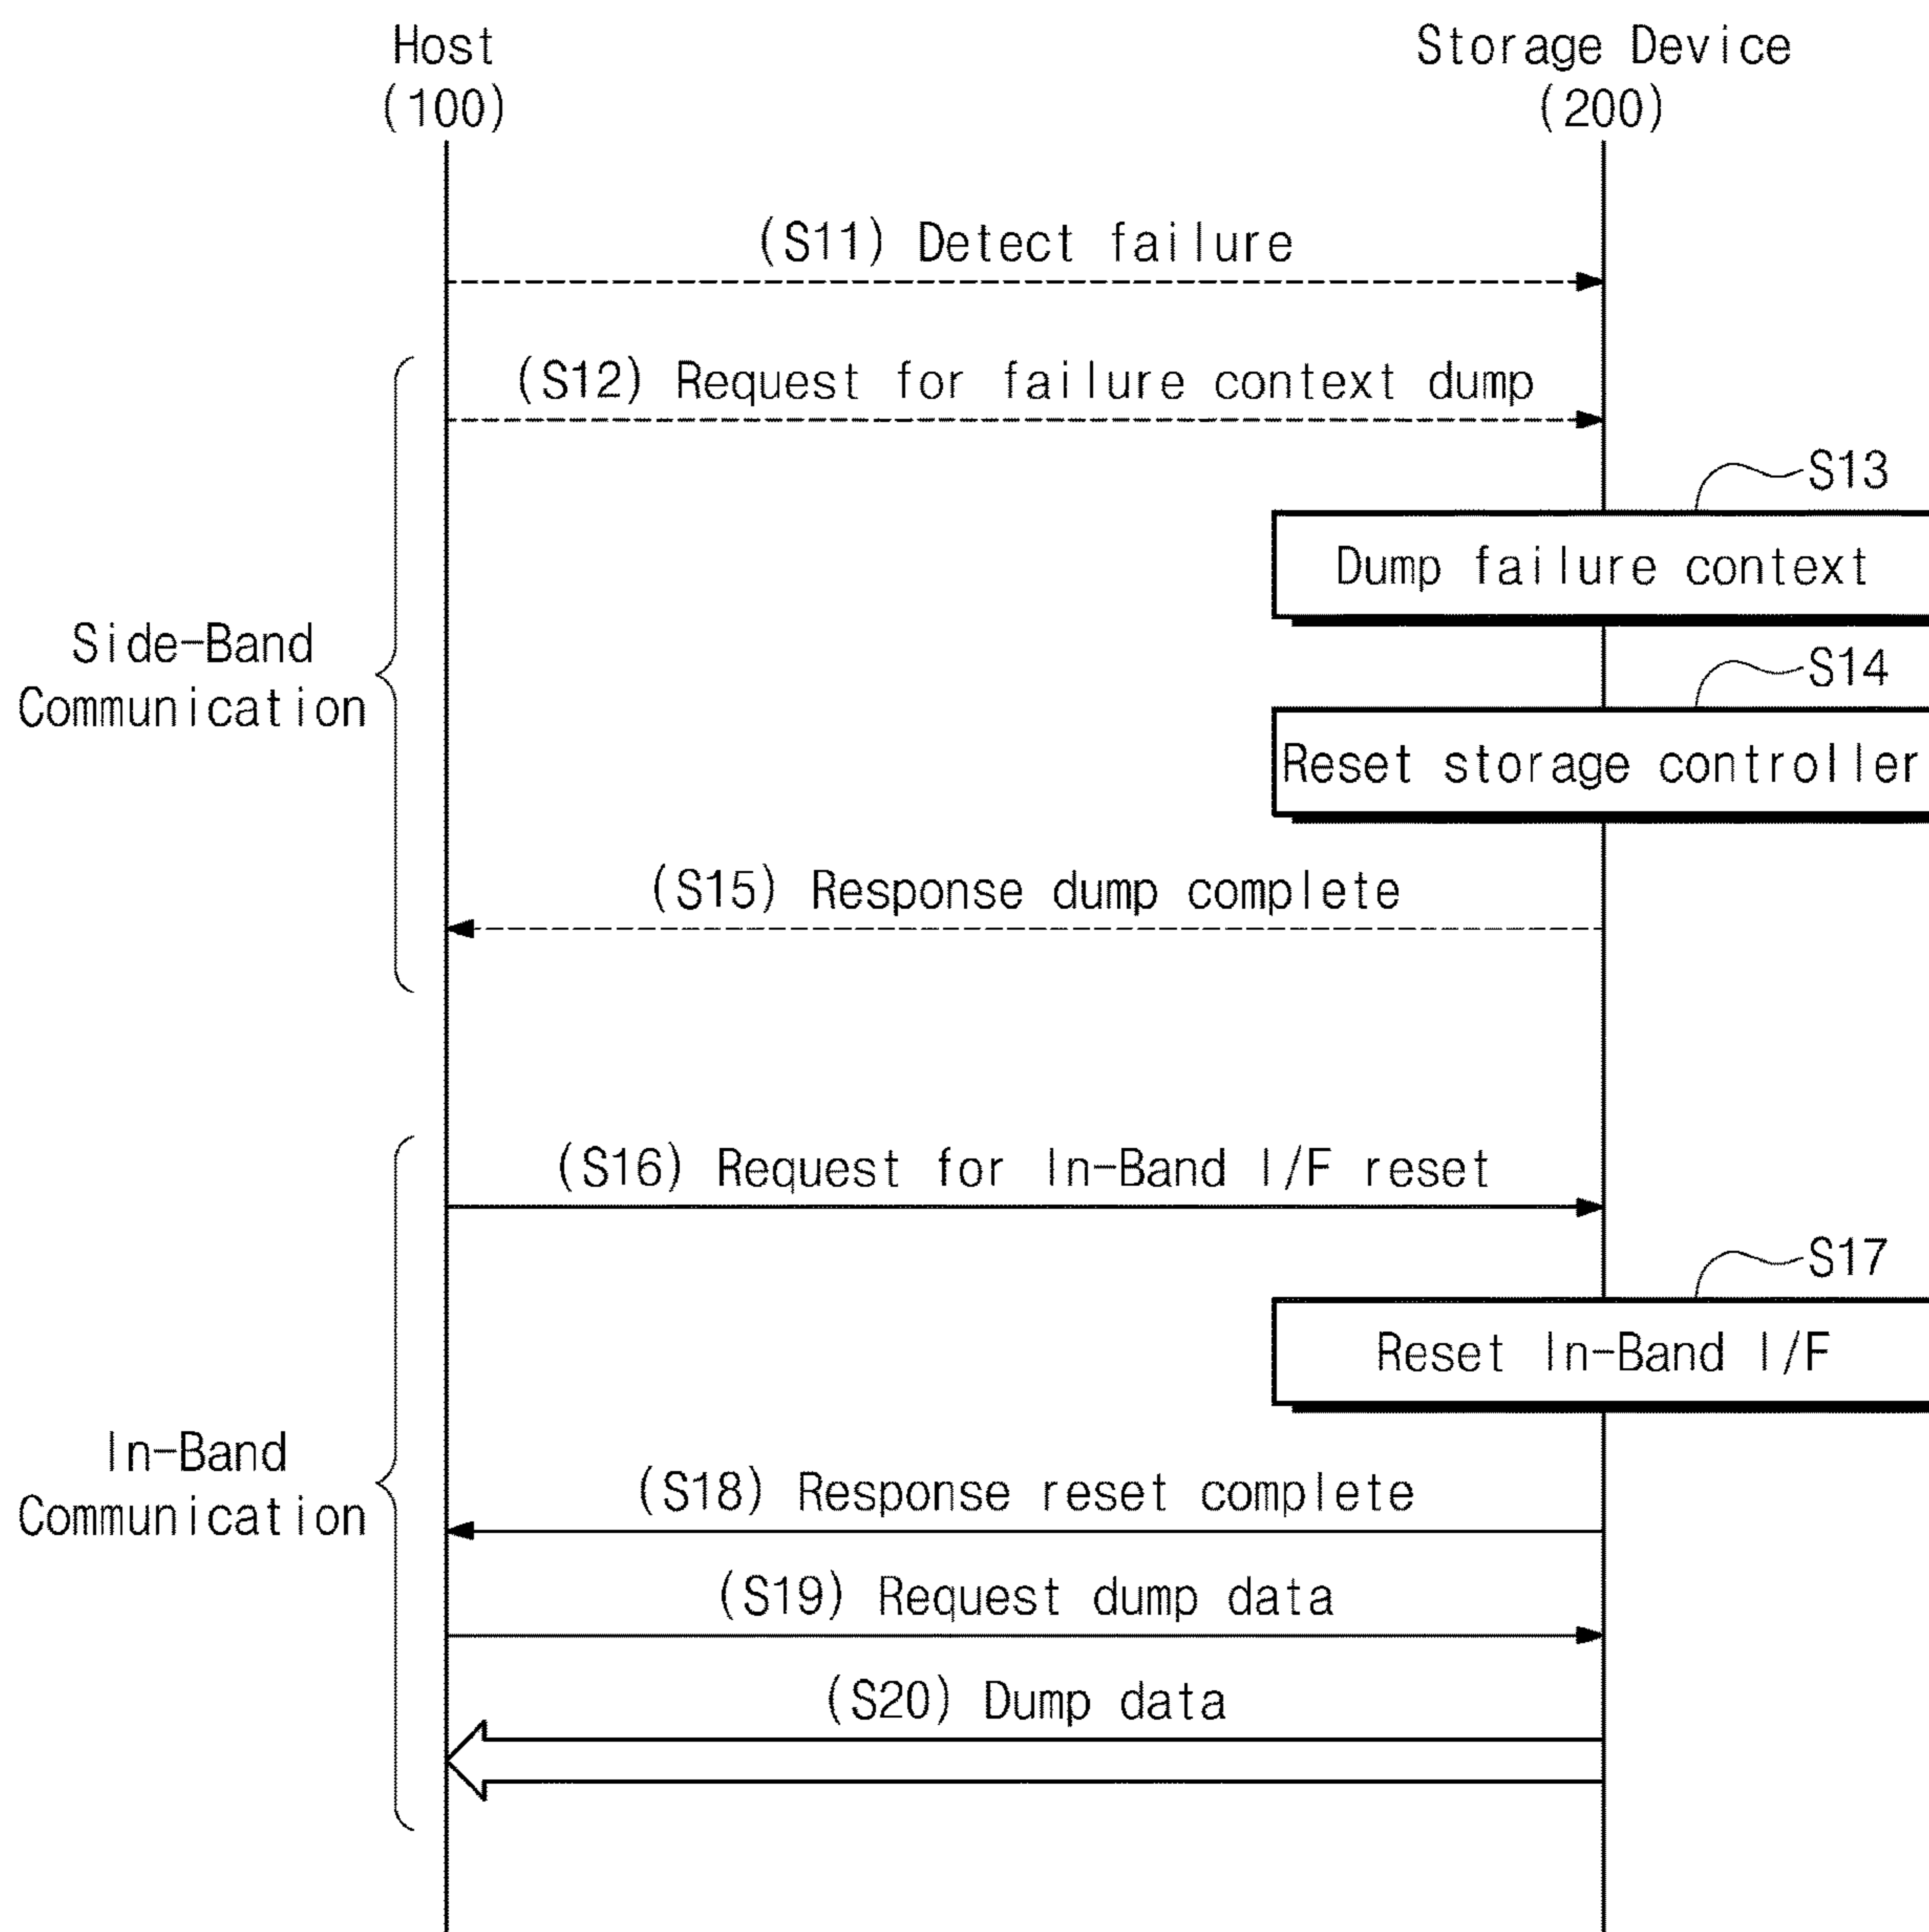 Host
(100)
Storage Device
(200)
(S11) Detect failure
(S12) Request for failure context dump
S13
Dump failure context
Side-Band
Communication
S14
Reset storage controller
(S15) Response dump complete
(S16) Request for In-Band I/F reset
S17
Reset In-Band I/F
In-Band
Communication
(S18) Response reset complete
(S19) Request dump data
(S20) Dump data